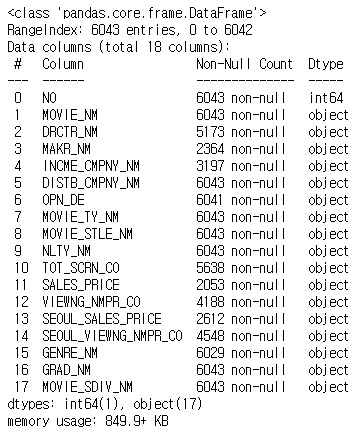 <class 'pandas.core.frame.DataFrame'>
RangeIndex: 6043 entries, 0 to 6042
Data columns (total 18 columns):
 #   Column              Non-Null Count  Dtype
---  ------              --------------  -----
 0   NO                  6043 non-null   int64
 1   MOVIE_NM            6043 non-null   object
 2   DRCTR_NM            5173 non-null   object
 3   MAKR_NM             2364 non-null   object
 4   INCME_CMPNY_NM      3197 non-null   object
 5   DISTB_CMPNY_NM      6043 non-null   object
 6   OPN_DE              6041 non-null   object
 7   MOVIE_TY_NM         6043 non-null   object
 8   MOVIE_STLE_NM       6043 non-null   object
 9   NLTY_NM             6043 non-null   object
 10  TOT_SCRN_CO         5638 non-null   object
 11  SALES_PRICE         2053 non-null   object
 12  VIEWNG_NMPR_CO      4188 non-null   object
 13  SEOUL_SALES_PRICE   2612 non-null   object
 14  SEOUL_VIEWNG_NMPR_CO  4548 non-null   object
 15  GENRE_NM            6029 non-null   object
 16  GRAD_NM             6043 non-null   object
 17  MOVIE_SDIV_NM       6043 non-null   object
dtypes: int64(1), object(17)
memory usage: 849.9+ KB